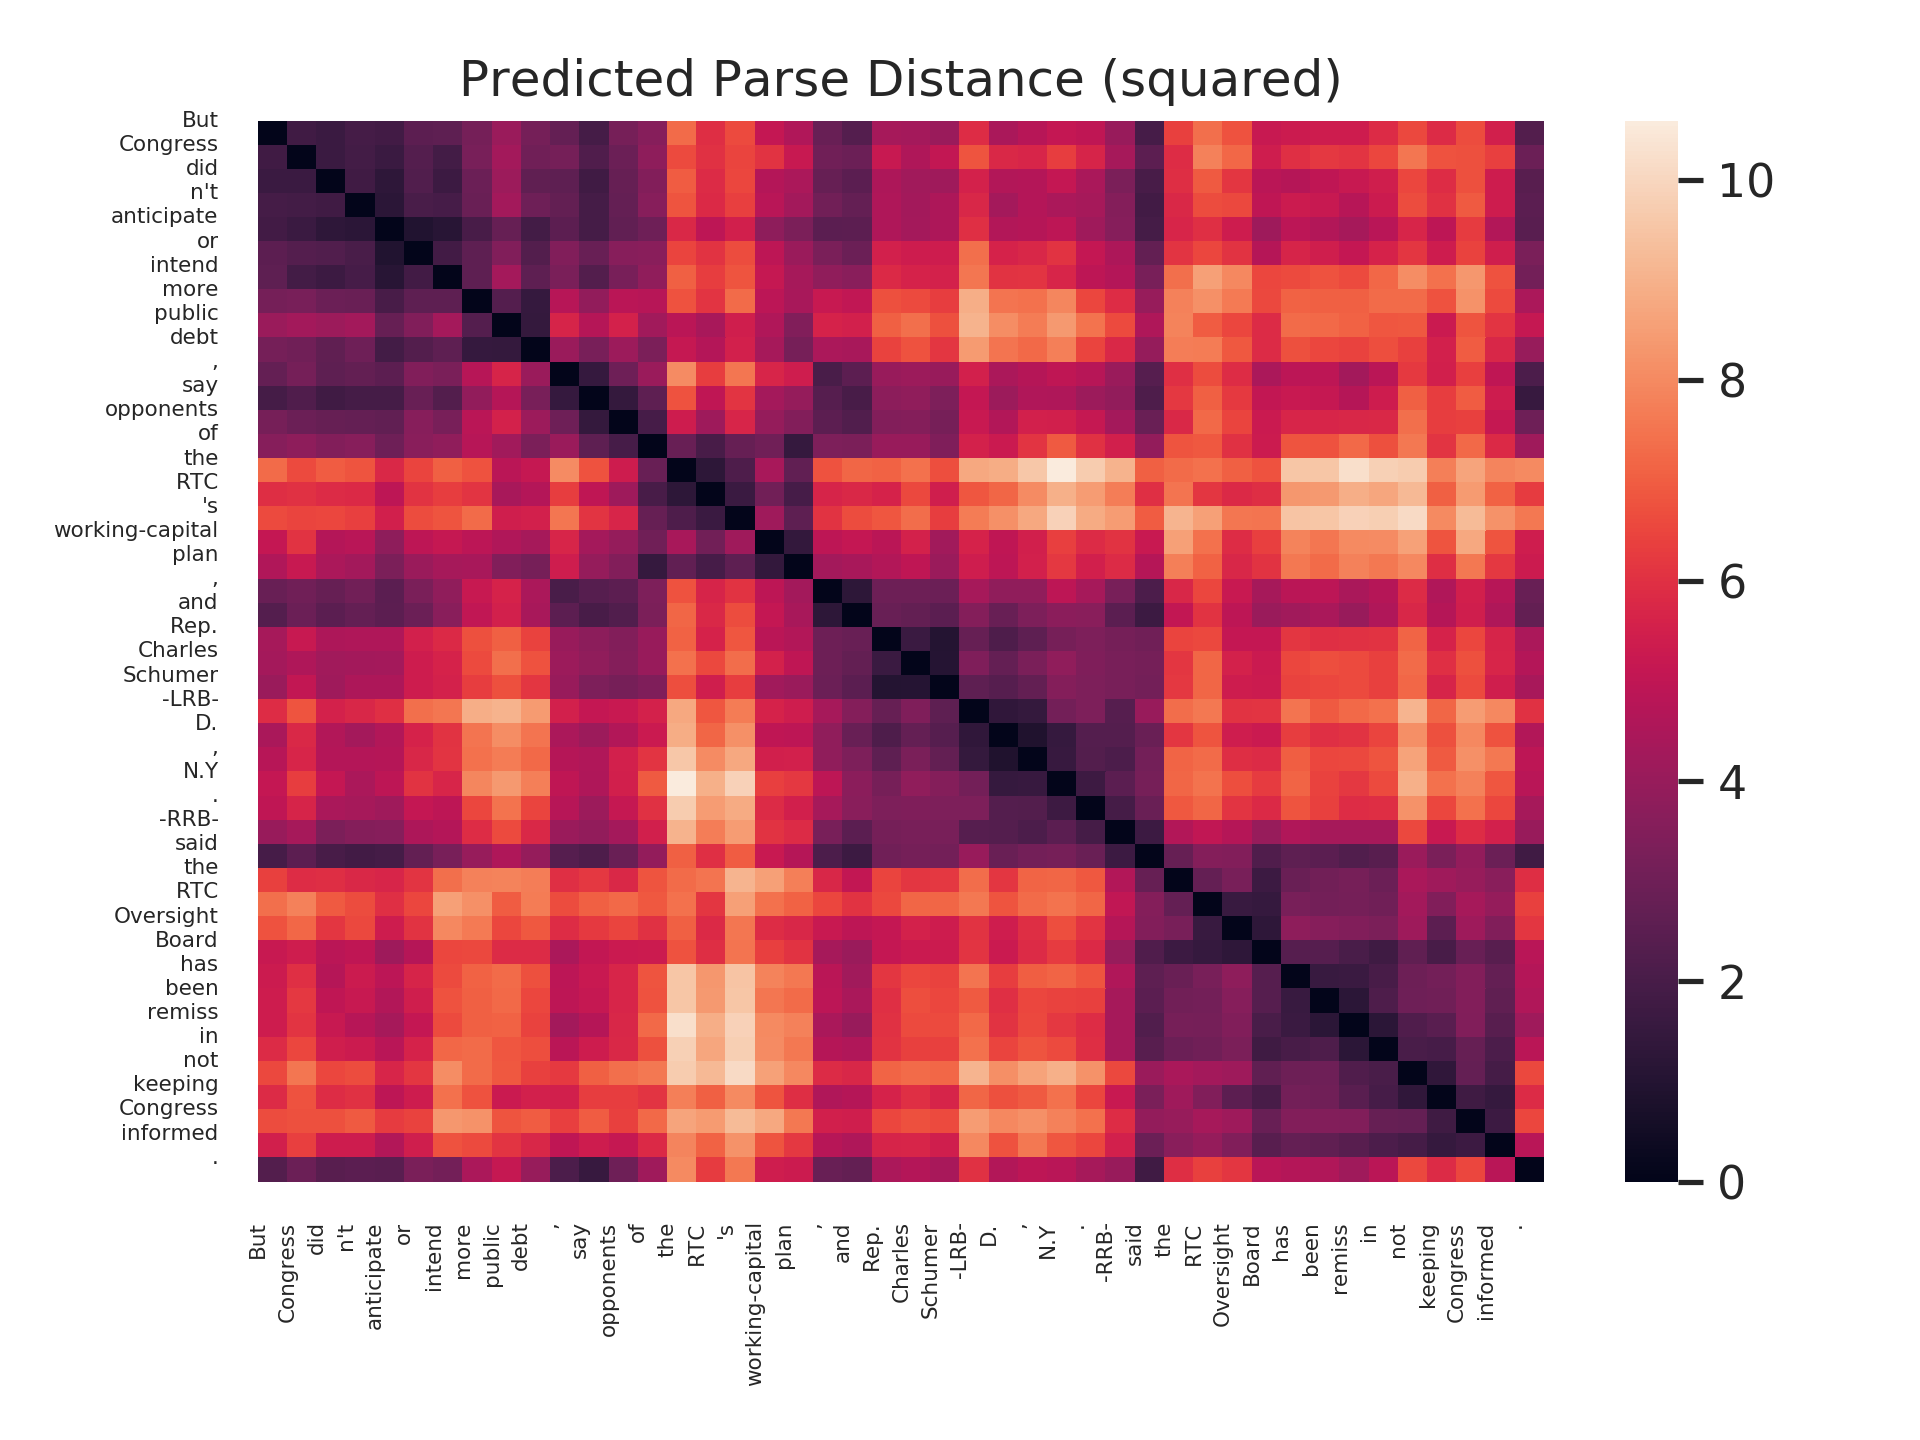 Predicted Parse Distance (squared)
But
Congress
did
n't
anticipate
or
intend
more
public
debt
,
say
opponents
of
the
RTC
's
working-capital
plan
,
and
Rep.
Charles
Schumer
-LRB-
D.
,
N.Y
.
-RRB-
said
the
RTC
Oversight
Board
has
been
remiss
in
not
keeping
Congress
informed
.
10
8
6
4
2
0
But
Congress
did
n't
anticipate
or
intend
more
public
debt
,
say
opponents
of
the
RTC
's
working-capital
plan
,
and
Rep.
Charles
Schumer
-LRB-
D.
,
N.Y
.
-RRB-
said
the
RTC
Oversight
Board
has
been
remiss
in
not
keeping
Congress
informed
.